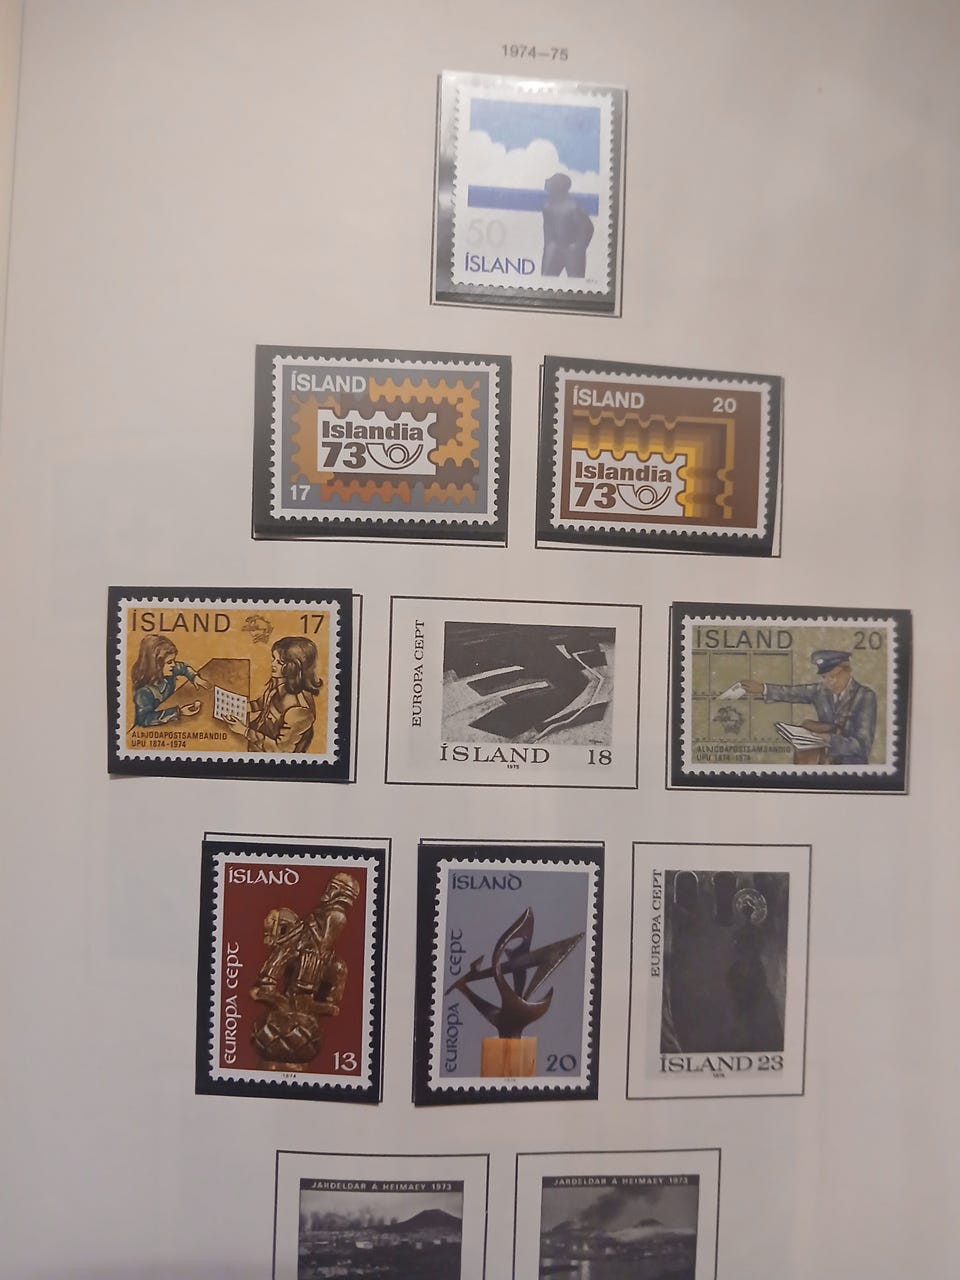 1974—75
50
ÍSLAND
ÍSLAND
Islandia
73
17
ÍSLAND 20
Islandia
73
ÍSLAND 17
ALÞJÓÐAPÓSTSAMBANDIÐ
UPU 1874-1974
EUROPA CEPT
ÍSLAND 18
1975
ÍSLAND 20
ALÞJÓÐAPÓSTSAMBANDIÐ
UPU 1874-1974
ÍSLAND
EUROPA CEPT
13
1974
ÍSLAND
EUROPA CEPT
20
EUROPA CEPT
ÍSLAND 23
JARÐELDAR Á HEIMAEY 1973
JARÐELDAR Á HEIMAEY 1973